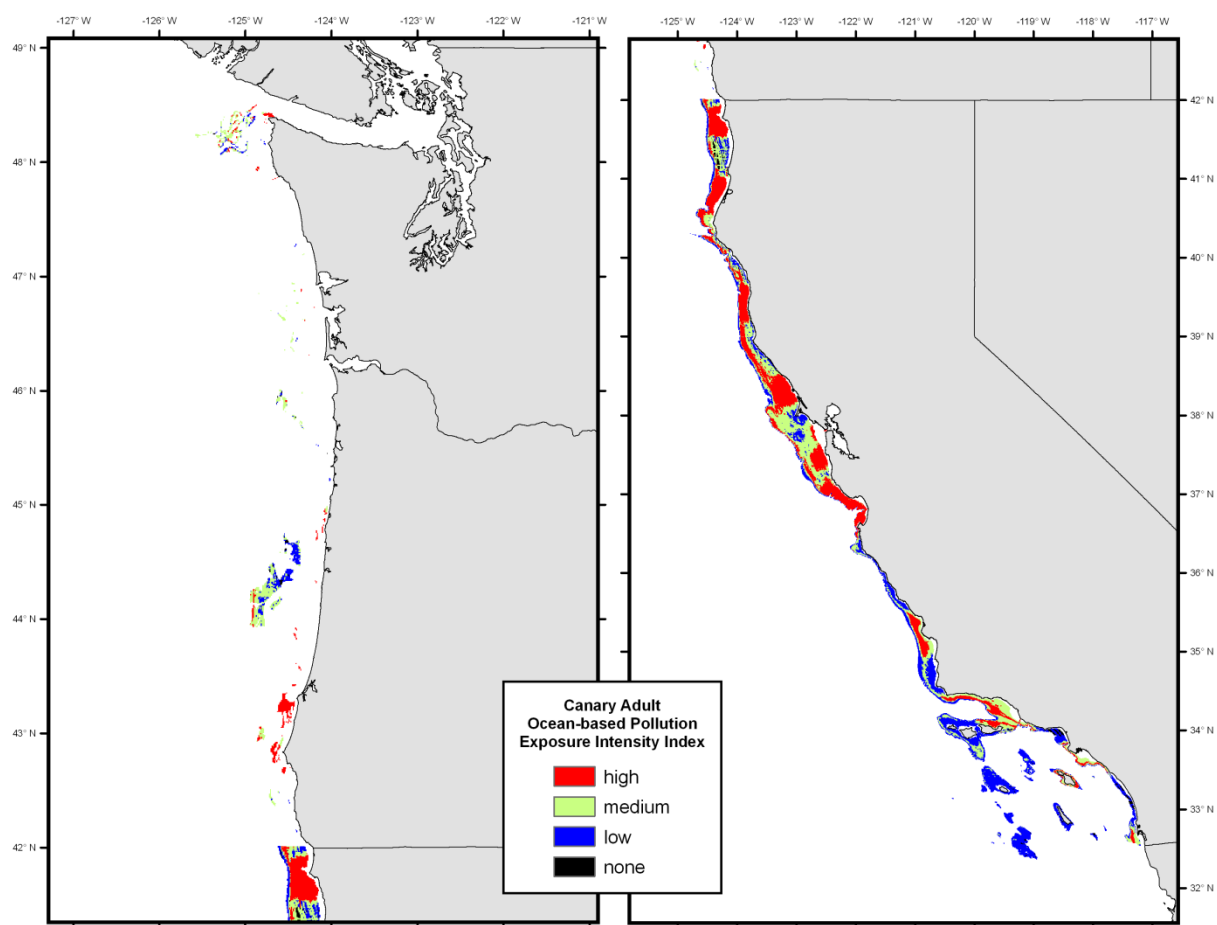 -127°W -126°W -125°W -124°W -123°W -122°W -121°W
49° N
48° N
47° N
46° N
45° N
44° N
43° N
42° N
-125°W -124°W -123°W -122°W -121°W -120°W -119°W -118°W -117°W
42° N
41° N
40° N
39° N
38° N
37° N
36° N
35° N
34° N
33° N
32° N
Canary Adult
Ocean-based Pollution
Exposure Intensity Index
high
medium
low
none